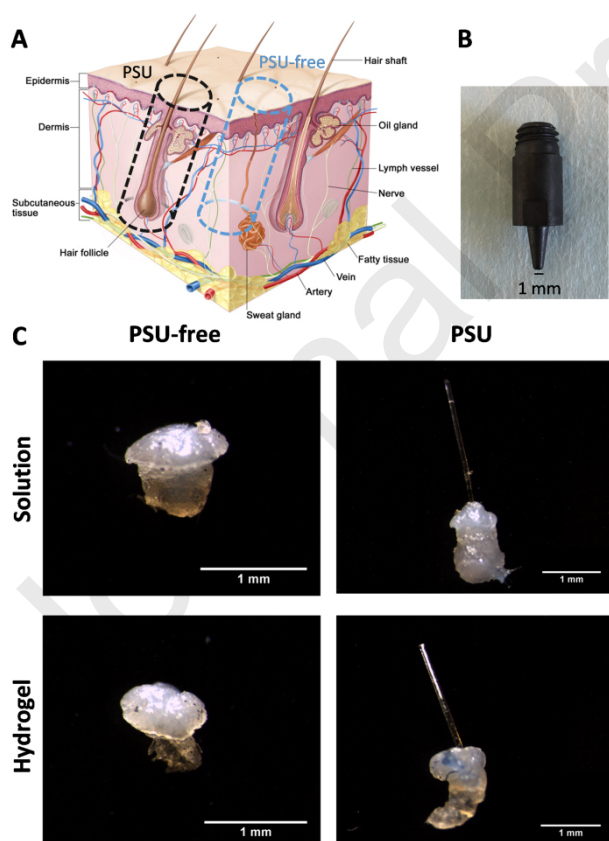 A
PSU
PSU-free
Hair shaft
Epidermis
Dermis
Oil gland
Lymph vessel
Nerve
Subcutaneous
tissue
Hair follicle
Fatty tissue
Vein
Artery
Sweat gland
B
1 mm
C
PSU-free
PSU
Solution
1 mm
1 mm
Hydrogel
1 mm
1 mm